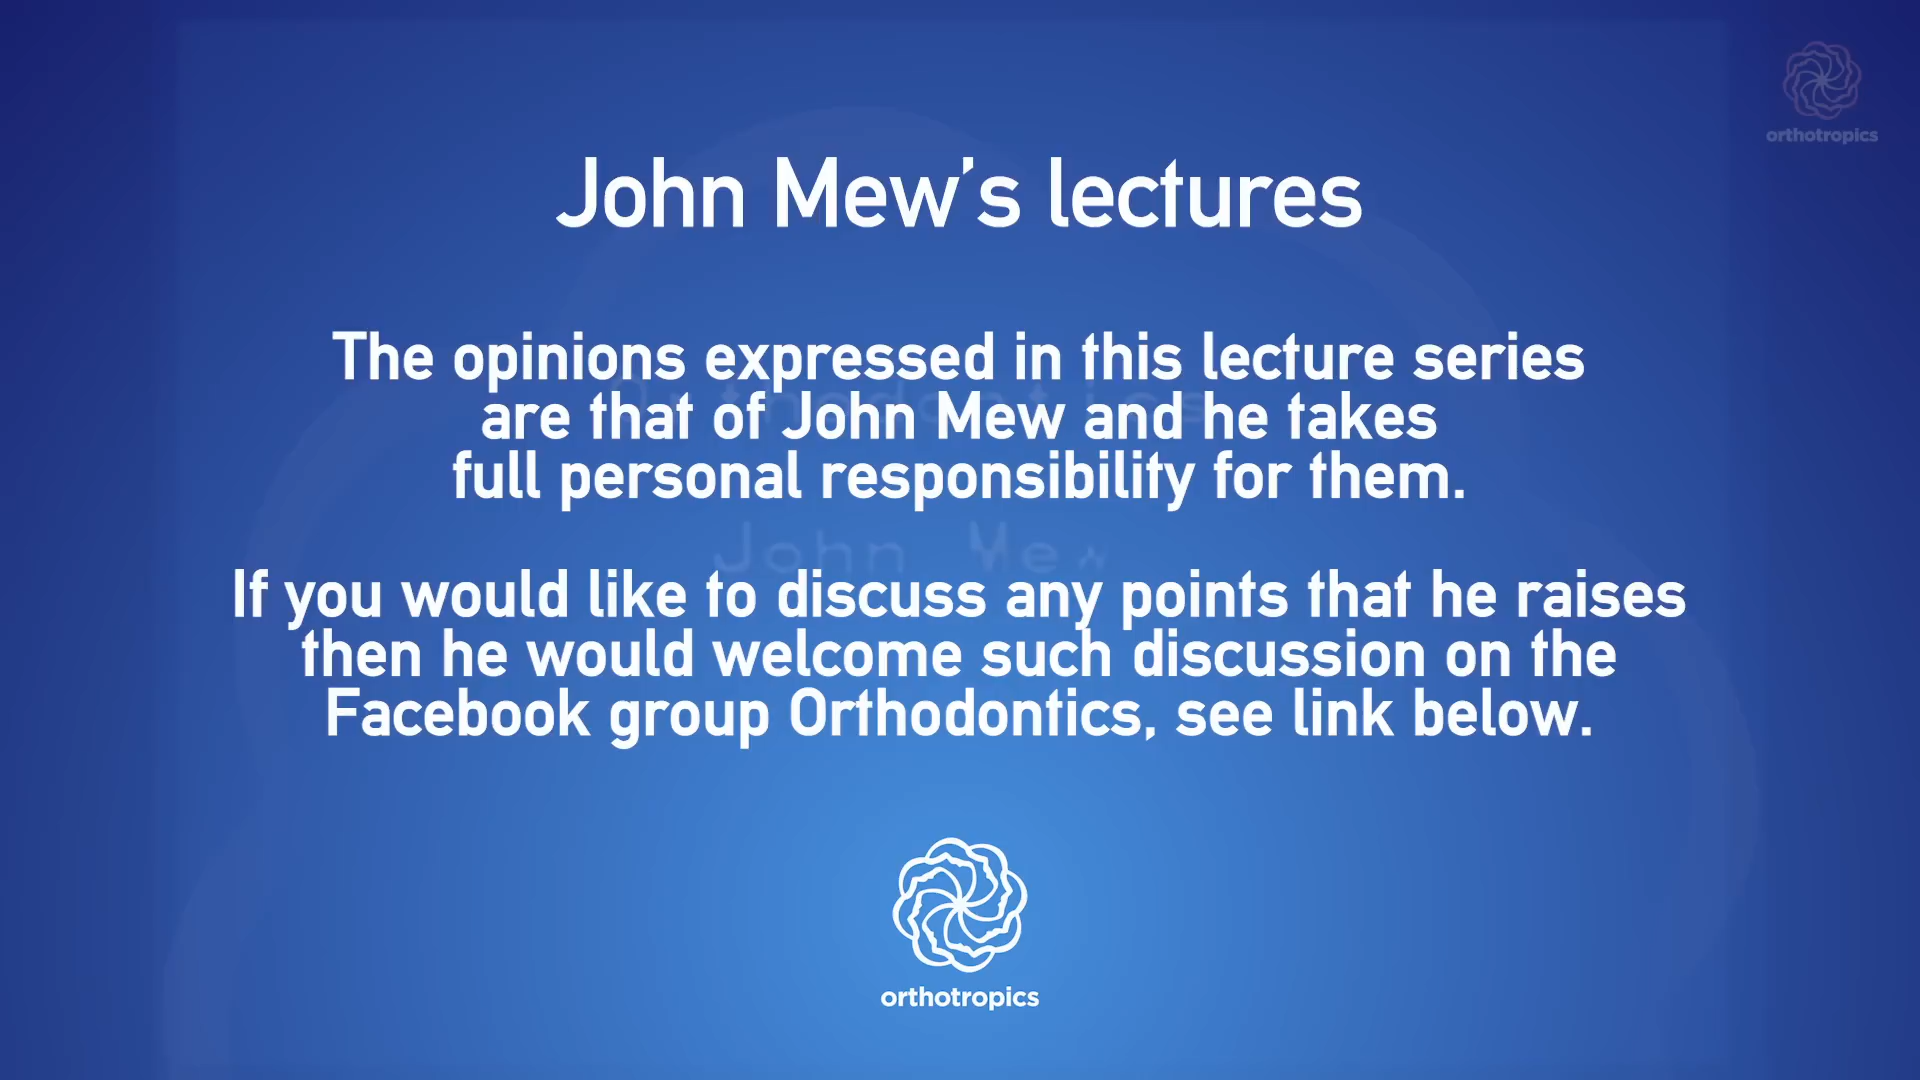 orthotropics
John Mew's lectures
The opinions expressed in this lecture series
are that of John Mew and he takes
full personal responsibility for them.
John Mew
If you would like to discuss any points that he raises
then he would welcome such discussion on the
Facebook group Orthodontics, see link below.
orthotropics